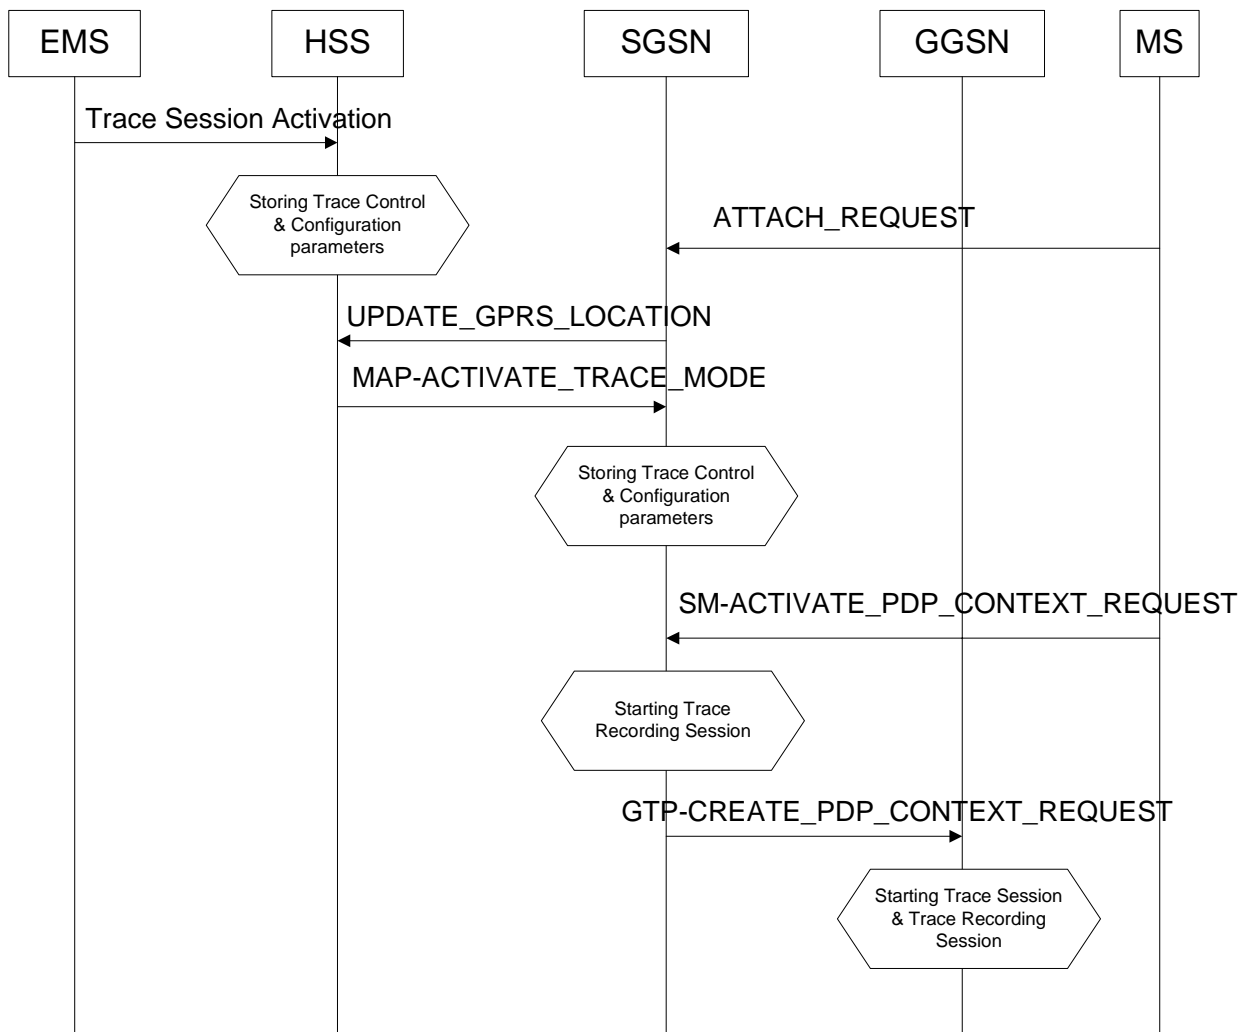 EMS
HSS
SGSN
GGSN
MS
Trace Session Activation
Storing Trace Control
& Configuration
parameters
ATTACH_REQUEST
UPDATE_GPRS_LOCATION
MAP-ACTIVATE_TRACE_MODE
Storing Trace Control
& Configuration
parameters
SM-ACTIVATE_PDP_CONTEXT_REQUEST
Starting Trace
Recording Session
GTP-CREATE_PDP_CONTEXT_REQUEST
Starting Trace Session
& Trace Recording
Session